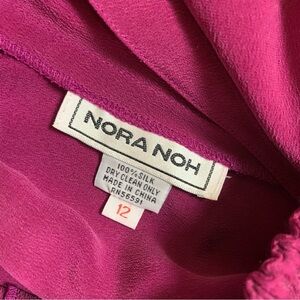 NORA NOH
100% SILK
DRY CLEAN ONLY
MADE IN CHINA
RN56591
12